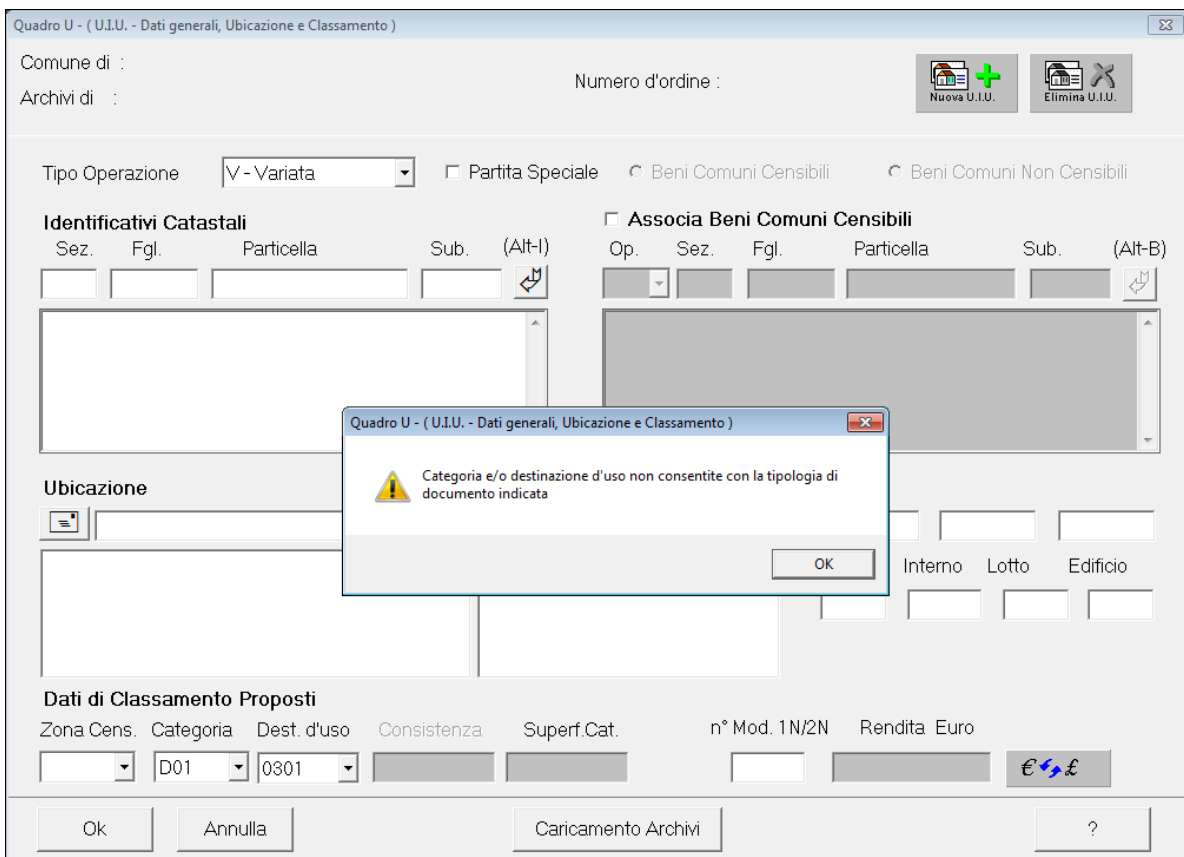 Quadro U - ( U.I.U. - Dati generali, Ubicazione e Classamento )
Comune di :
Archivi di :
Numero d'ordine :
Nuova U.I.U.
Elimina U.I.U.
Tipo Operazione V - Variata Partita Speciale Beni Comuni Censibili Beni Comuni Non Censibili
Identificativi Catastali
Sez. Fgl. Particella Sub. (Alt-I)
Associa Beni Comuni Censibili
Op. Sez. Fgl. Particella Sub. (Alt-B)
Quadro U - ( U.I.U. - Dati generali, Ubicazione e Classamento )
Categoria e/o destinazione d'uso non consentite con la tipologia di
documento indicata
OK
Ubicazione
Interno Lotto Edificio
Dati di Classamento Proposti
Zona Cens. Categoria Dest. d'uso Consistenza Superf.Cat. n° Mod. 1N/2N Rendita Euro
D01 0301 € £
Ok Annulla Caricamento Archivi ?